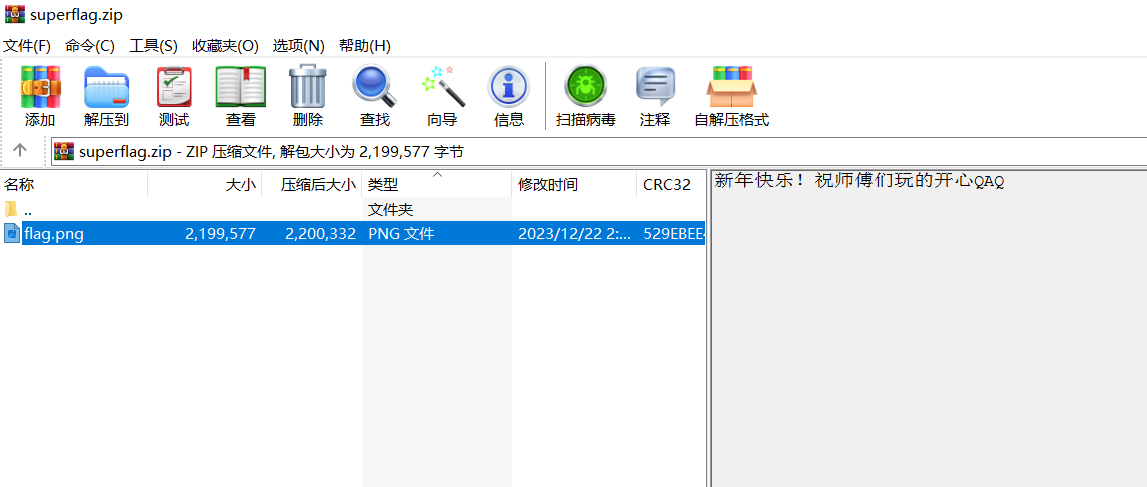 superflag.zip
文件(F) 命令(C) 工具(S) 收藏夹(O) 选项(N) 帮助(H)
添加 解压到 测试 查看 删除 查找 向导 信息 扫描病毒 注释 自解压格式
superflag.zip - ZIP 压缩文件, 解包大小为 2,199,577 字节
名称 大小 压缩后大小 类型 修改时间 CRC32
.. 文件夹
flag.png 2,199,577 2,200,332 PNG 文件 2023/12/22 2:... 529EBEE
新年快乐！祝师傅们玩的开心QAQ